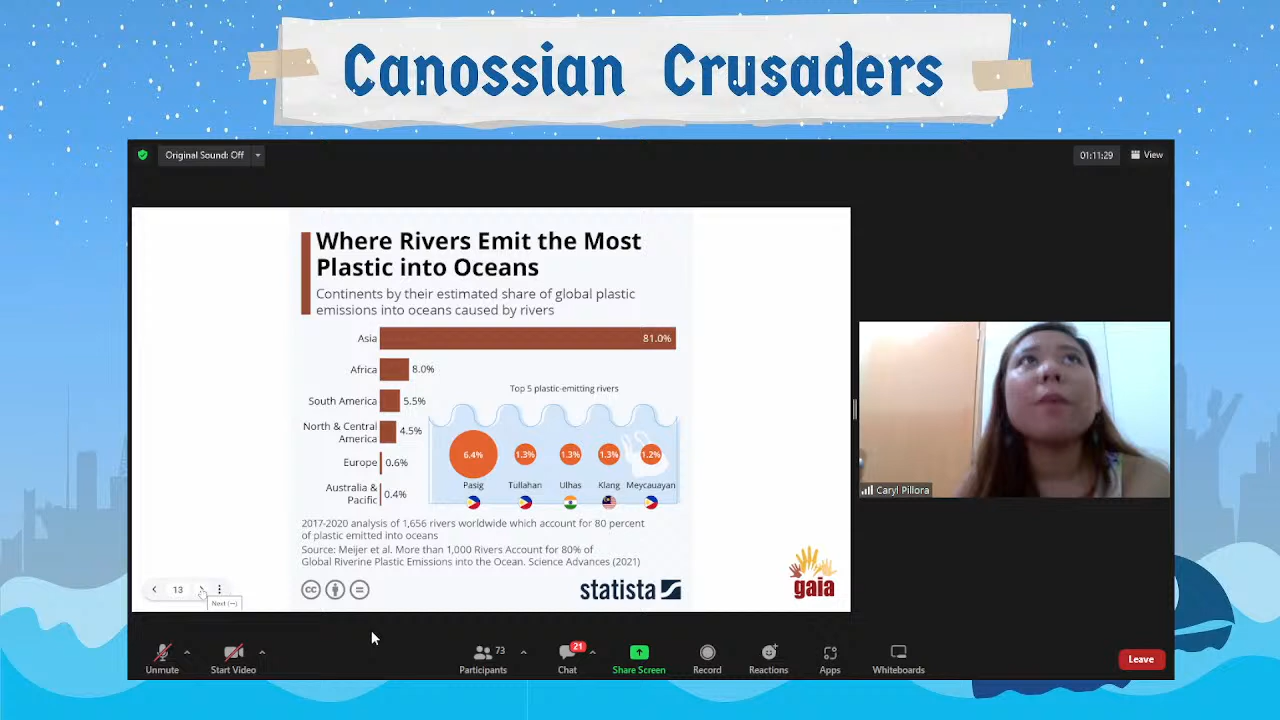 Canossian Crusaders
Original Sound: Off
01:11:29
View
Where Rivers Emit the Most
Plastic into Oceans
Continents by their estimated share of global plastic
emissions into oceans caused by rivers
Asia
81.0%
Africa
8.0%
South America
5.5%
North & Central
America
4.5%
Europe
0.6%
Australia &
Pacific
0.4%
Top 5 plastic-emitting rivers
6.4%
1.3%
1.3%
1.3%
1.2%
Pasig
Tullahan
Ulhas
Klang
Meycauayan
2017-2020 analysis of 1,656 rivers worldwide which account for 80 percent
of plastic emitted into oceans
Source: Meijer et al. More than 1,000 Rivers Account for 80% of
Global Riverine Plastic Emissions into the Ocean. Science Advances (2021)
cc
statista
gaia
13
Next (→)
Caryl Pillora
Unmute
Start Video
73
Participants
21
Chat
Share Screen
Record
Reactions
Apps
Whiteboards
Leave